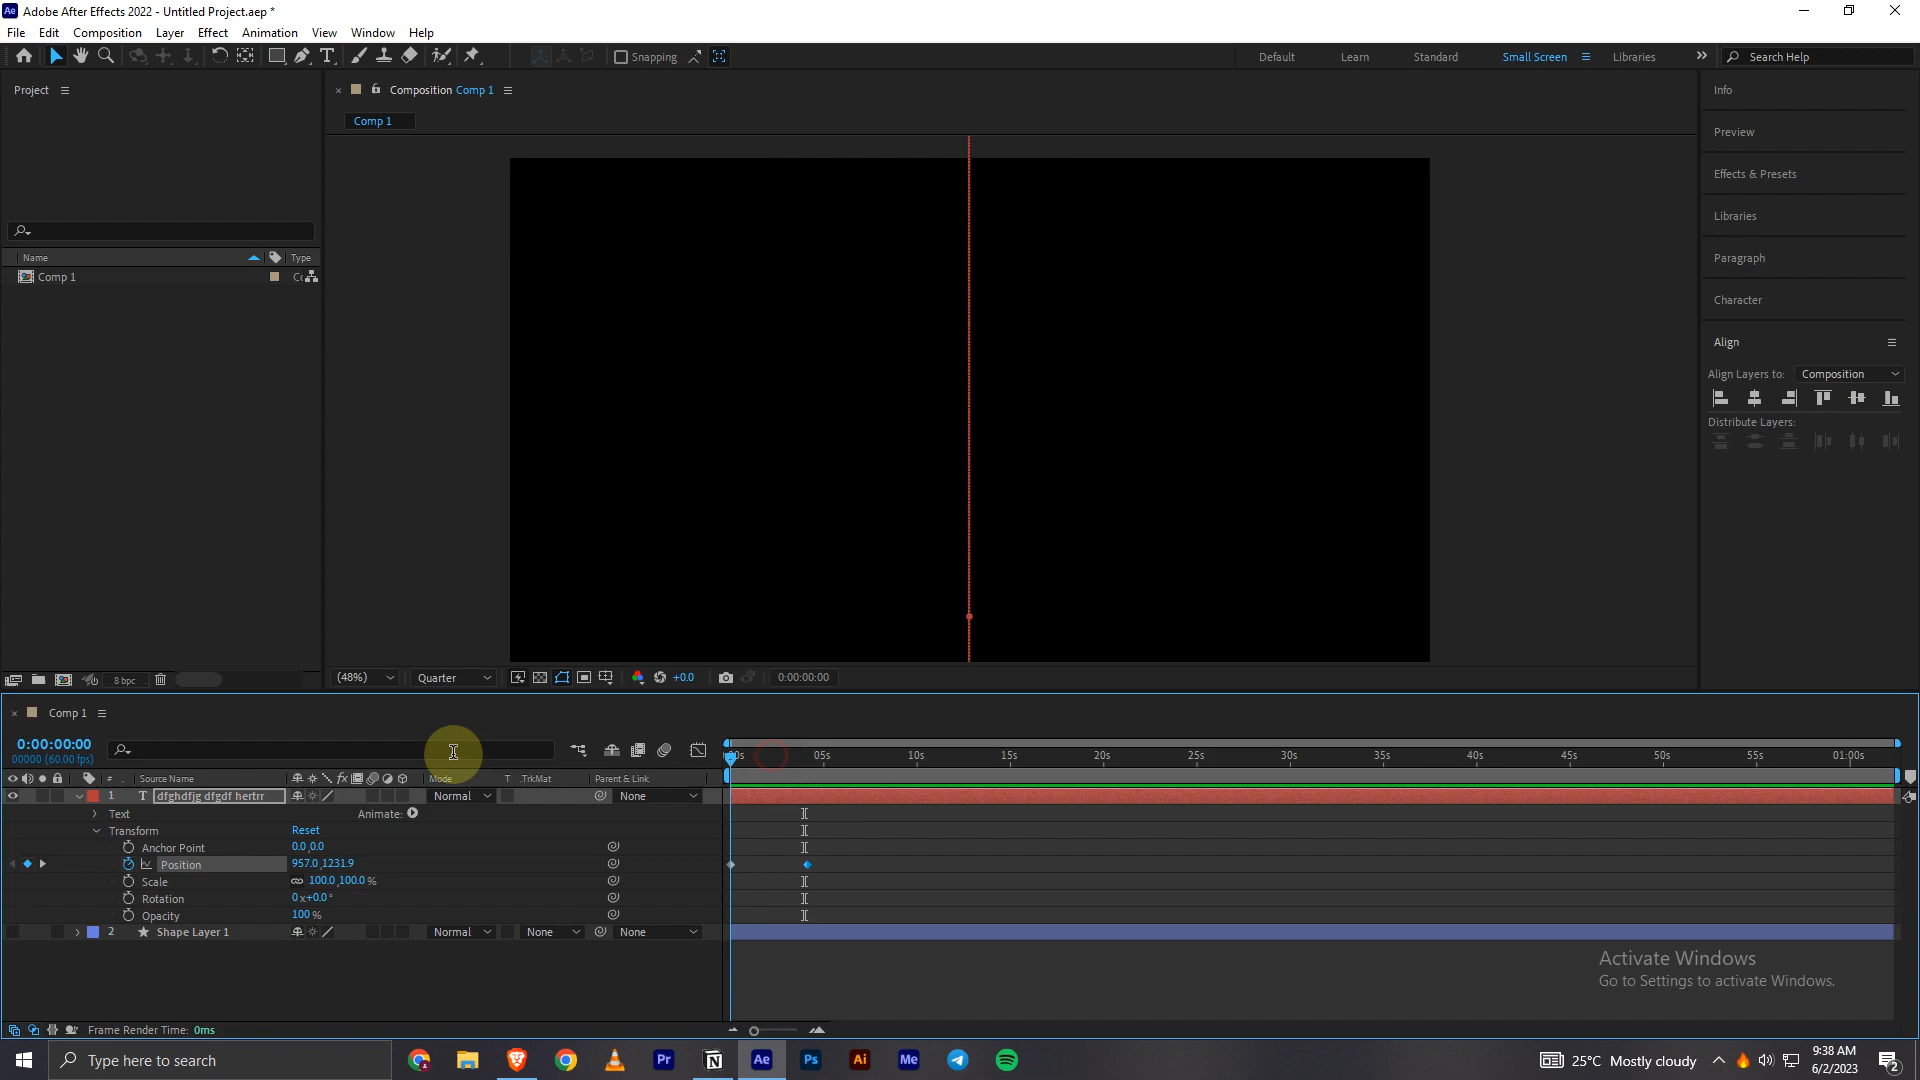 Adobe After Effects 2022 - Untitled Project.aep *
File Edit Composition Layer Effect Animation View Window Help
Snapping Default Learn Standard Small Screen Libraries Search Help
Project
Composition Comp 1
Comp 1
Name Type
Comp 1
Info
Preview
Effects & Presets
Libraries
Paragraph
Character
Align
Align Layers to: Composition
Distribute Layers:
8 bpc
(48%) Quarter +0.0 0:00:00:00
Comp 1
0:00:00:00
00000 (60.00 fps)
05s 10s 15s 20s 25s 30s 35s 40s 45s 50s 55s 01:00s
# Source Name Mode T .TrkMat Parent & Link
1 T dfghdfjg dfgdf hertrr Normal None
Text Animate:
Transform Reset
Anchor Point 0.0,0.0
Position 957.0,1231.9
Scale 100.0,100.0 %
Rotation 0 x+0.0 °
Opacity 100 %
2 Shape Layer 1 Normal None None
Activate Windows
Go to Settings to activate Windows.
Frame Render Time: 0ms
Type here to search
Pr Ae Ps Ai Me
25°C Mostly cloudy
9:38 AM
6/2/2023
2